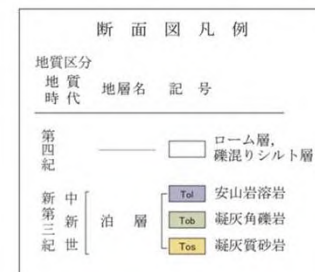 断面図凡例
地質区分
地質時代 地層名 記号
第四紀 ローム層,
礫混りシルト層
新第三紀 中新世 泊層 Tol 安山岩溶岩
Tob 凝灰角礫岩
Tos 凝灰質砂岩